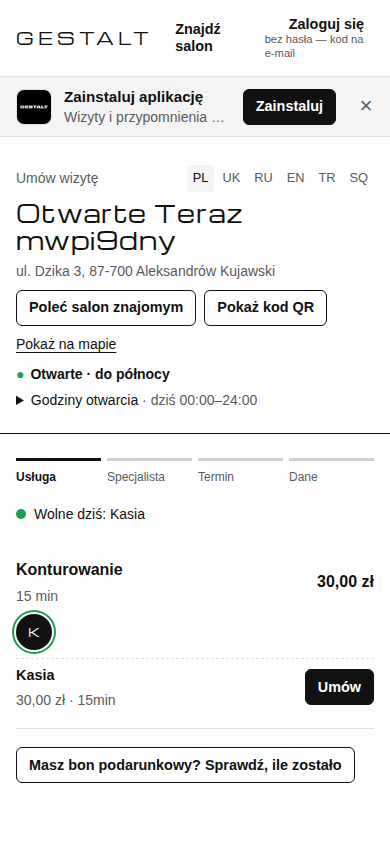 GESTALT
Znajdź
salon
Zaloguj się
bez hasła — kod na
e-mail
GESTALT
Zainstaluj aplikację
Wizyty i przypomnienia …
Zainstaluj
×
Umów wizytę
PL UK RU EN TR SQ
Otwarte Teraz
mwpi9dny
ul. Dzika 3, 87-700 Aleksandrów Kujawski
Poleć salon znajomym
Pokaż kod QR
Pokaż na mapie
● Otwarte · do północy
▶ Godziny otwarcia · dziś 00:00–24:00
Usługa Specjalista Termin Dane
Wolne dziś: Kasia
Konturowanie
15 min
30,00 zł
K
Kasia
30,00 zł · 15min
Umów
Masz bon podarunkowy? Sprawdź, ile zostało